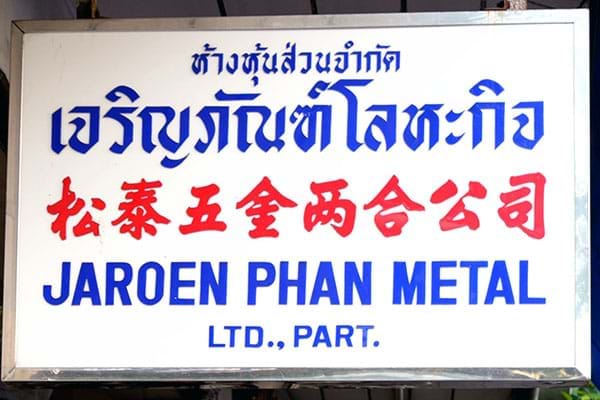 ห้างหุ้นส่วนจำกัด
เจริญภัณฑ์โลหะกิจ
松泰五金两合公司
JAROEN PHAN METAL
LTD., PART.